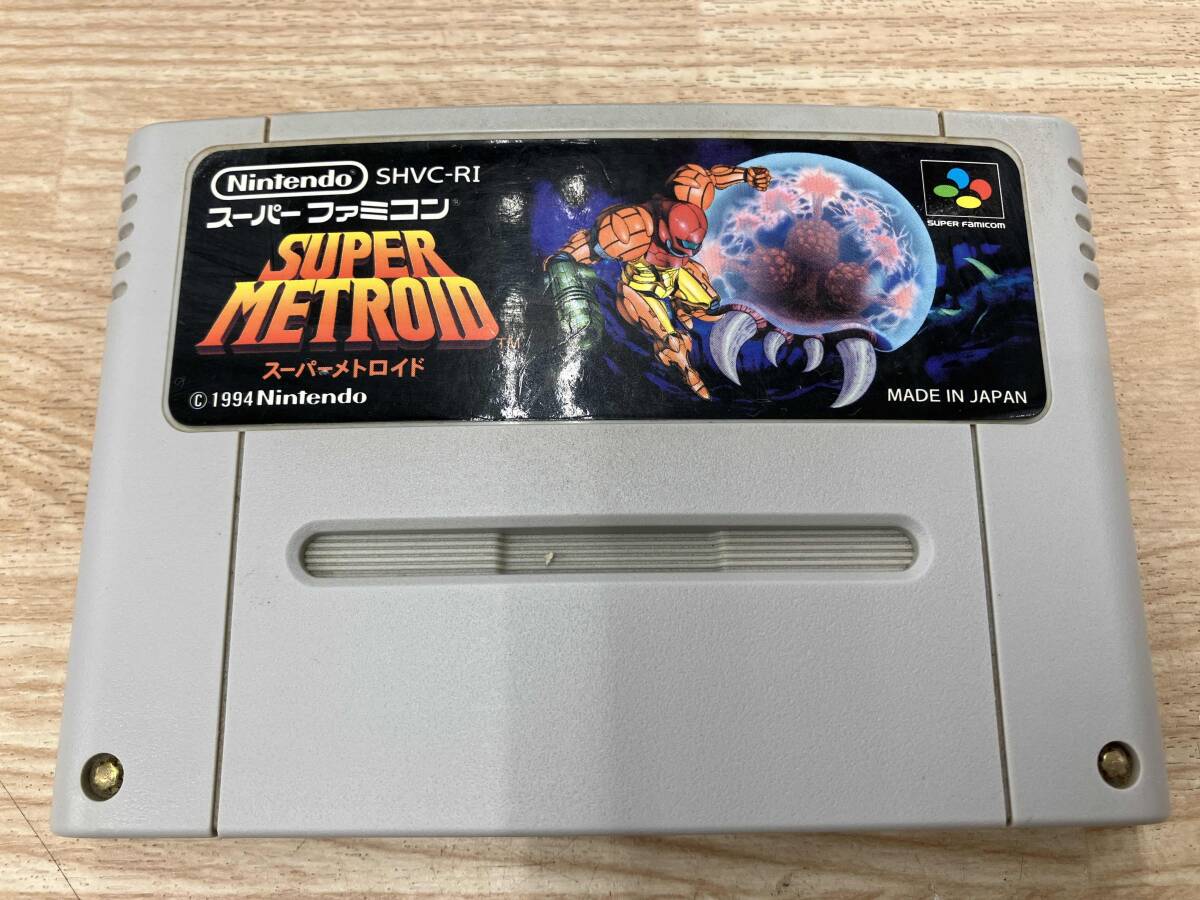 Nintendo SHVC-RI
スーパーファミコン®
SUPER
METROID™
スーパーメトロイド
© 1994 Nintendo
SUPER FAMICOM
MADE IN JAPAN